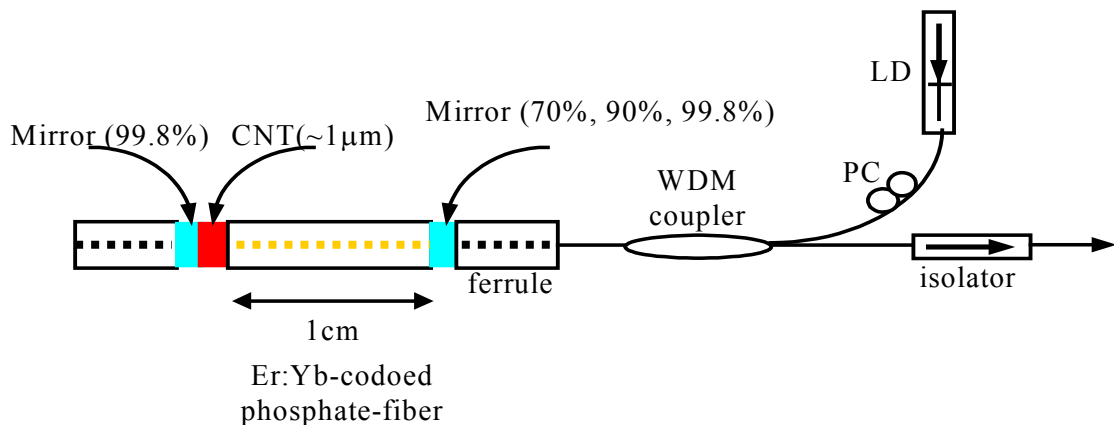 LD
Mirror (99.8%)
CNT(~1μm)
Mirror (70%, 90%, 99.8%)
PC
WDM
coupler
ferrule
isolator
1cm
Er:Yb-codoed
phosphate-fiber